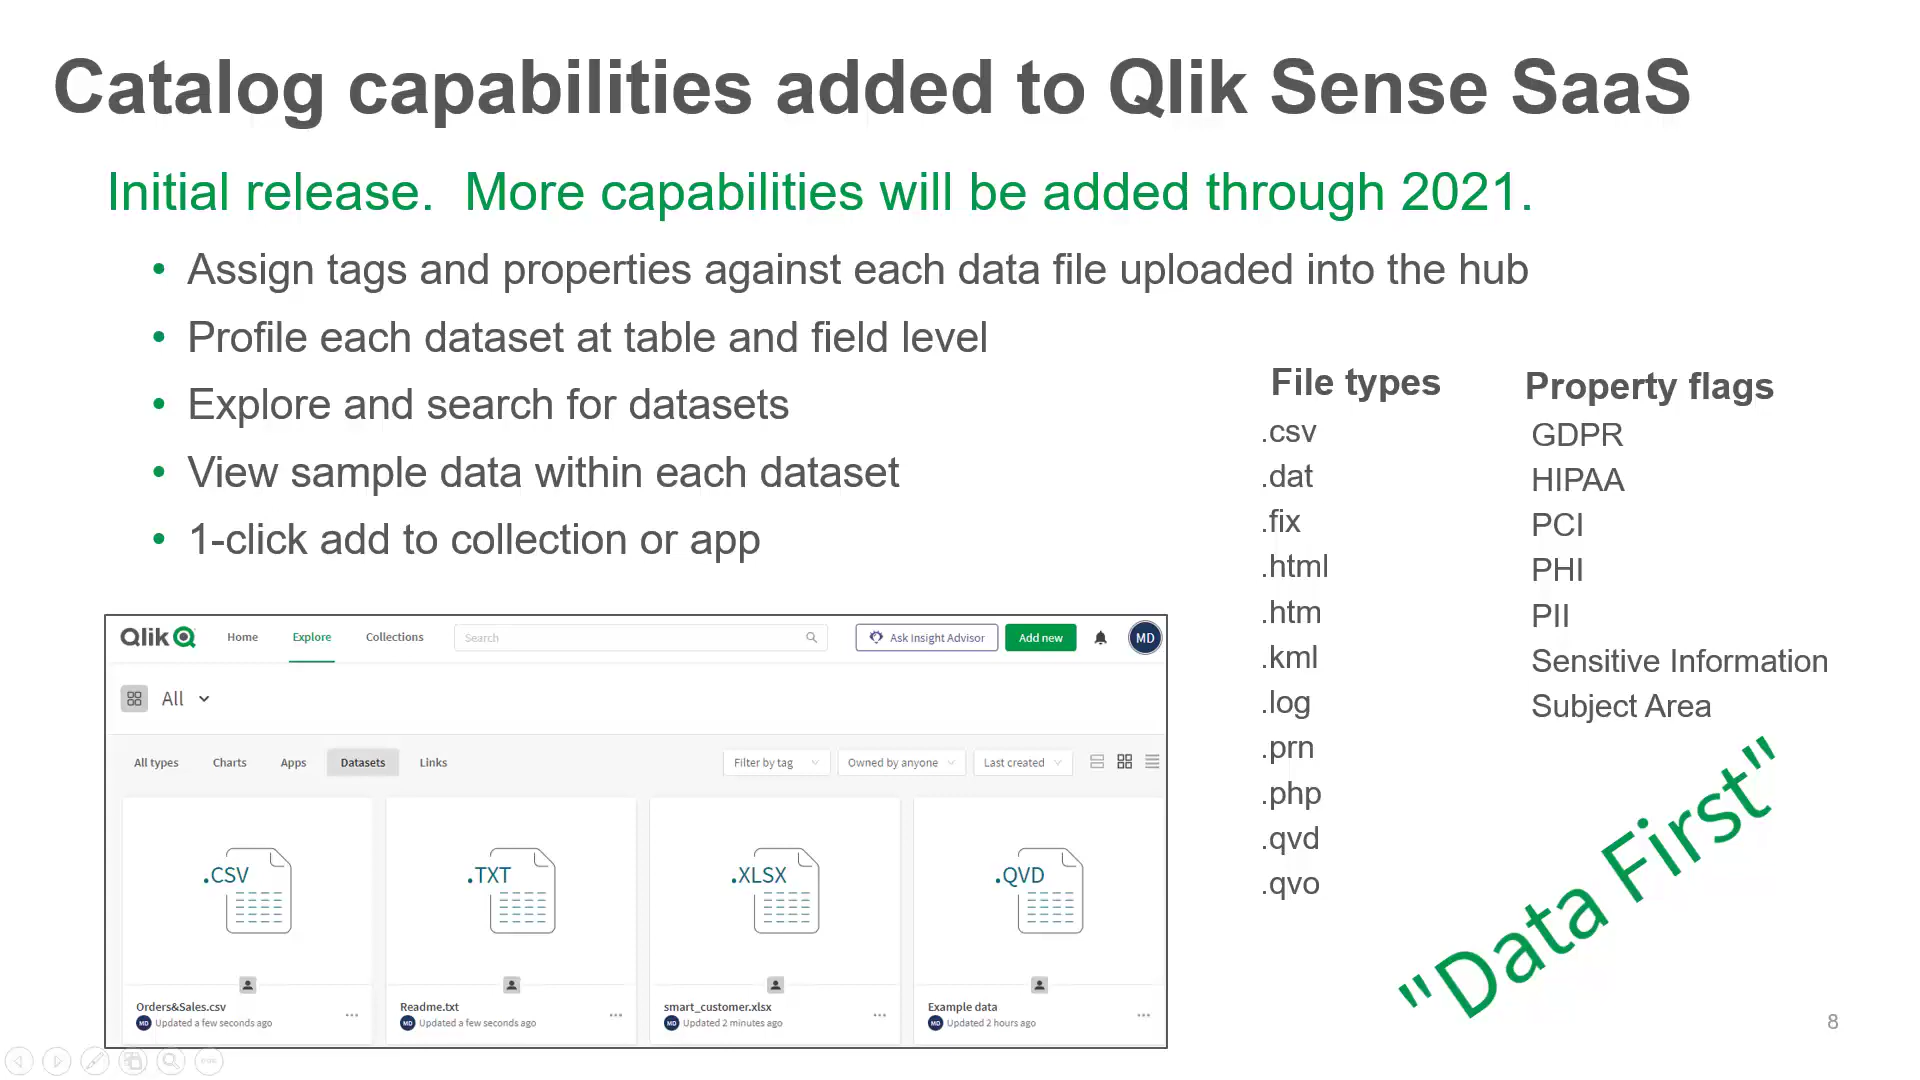 Catalog capabilities added to Qlik Sense SaaS
Initial release.  More capabilities will be added through 2021.
• Assign tags and properties against each data file uploaded into the hub
• Profile each dataset at table and field level
• Explore and search for datasets
• View sample data within each dataset
• 1-click add to collection or app
File types
.csv
.dat
.fix
.html
.htm
.kml
.log
.prn
.php
.qvd
.qvo
Property flags
GDPR
HIPAA
PCI
PHI
PII
Sensitive Information
Subject Area
"Data First"
Qlik Home Explore Collections Search Ask Insight Advisor Add new MD
All
All types Charts Apps Datasets Links Filter by tag Owned by anyone Last created
.CSV .TXT .XLSX .QVD
Orders&Sales.csv Readme.txt smart_customer.xlsx Example data
MD Updated a few seconds ago MD Updated a few seconds ago MD Updated 2 minutes ago MD Updated 2 hours ago
8